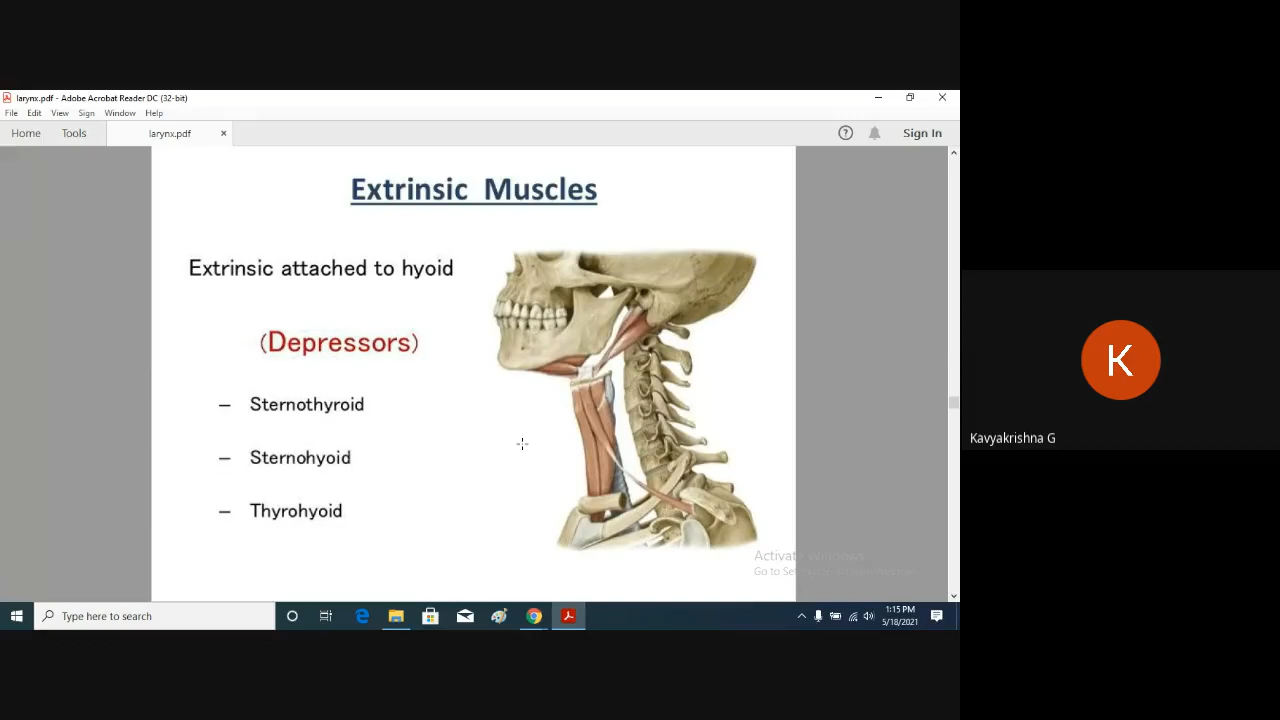 larynx.pdf - Adobe Acrobat Reader DC (32-bit)
File Edit View Sign Window Help
Home Tools larynx.pdf × ? Sign In
Extrinsic Muscles
Extrinsic attached to hyoid
(Depressors)
– Sternothyroid
– Sternohyoid
– Thyrohyoid
K
Kavyakrishna G
Activate Windows
Go to
Type here to search
1:15 PM
5/18/2021